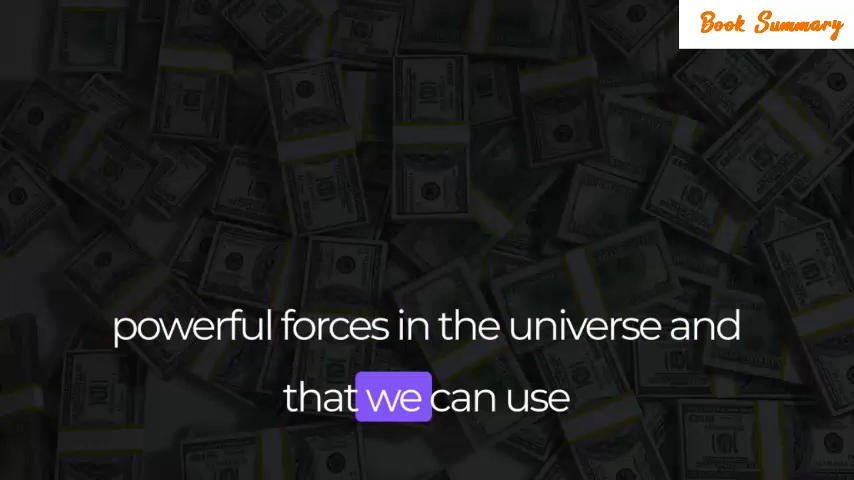 Book Summary
powerful forces in the universe and
that we can use